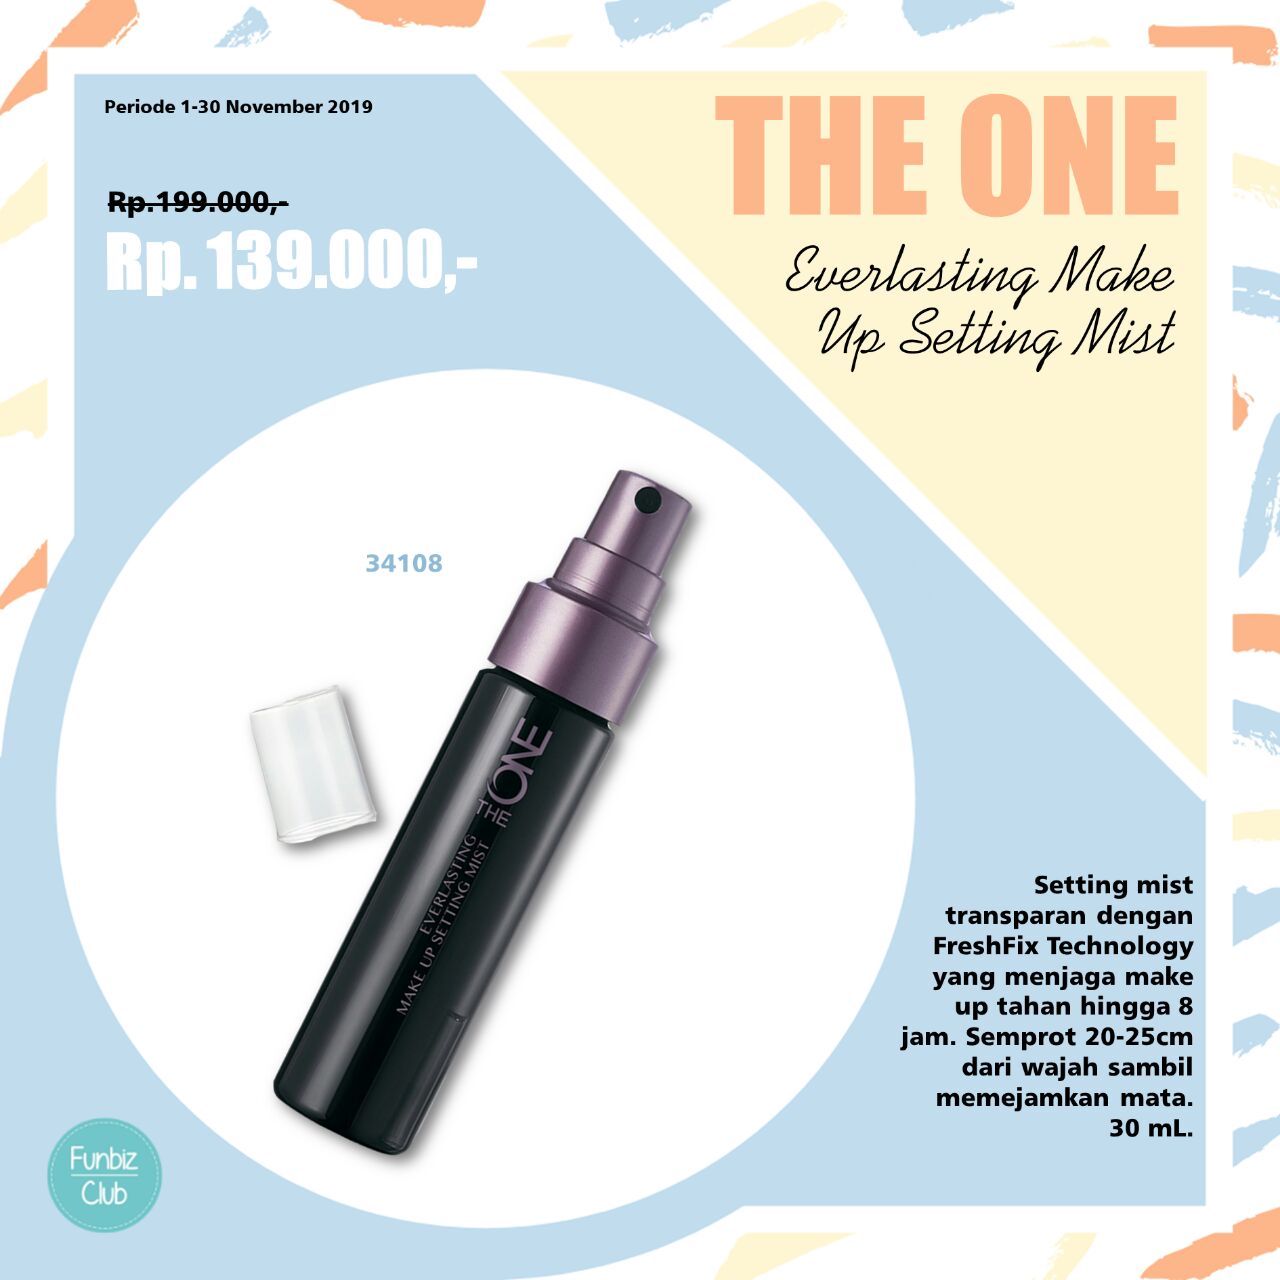 Periode 1-30 November 2019
Rp.199.000,-
Rp. 139.000,-
THE ONE
Everlasting Make
Up Setting Mist
34108
THE
ONE
EVERLASTING
MAKE UP SETTING MIST
Setting mist
transparan dengan
FreshFix Technology
yang menjaga make
up tahan hingga 8
jam. Semprot 20-25cm
dari wajah sambil
memejamkan mata.
30 mL.
Funbiz
Club